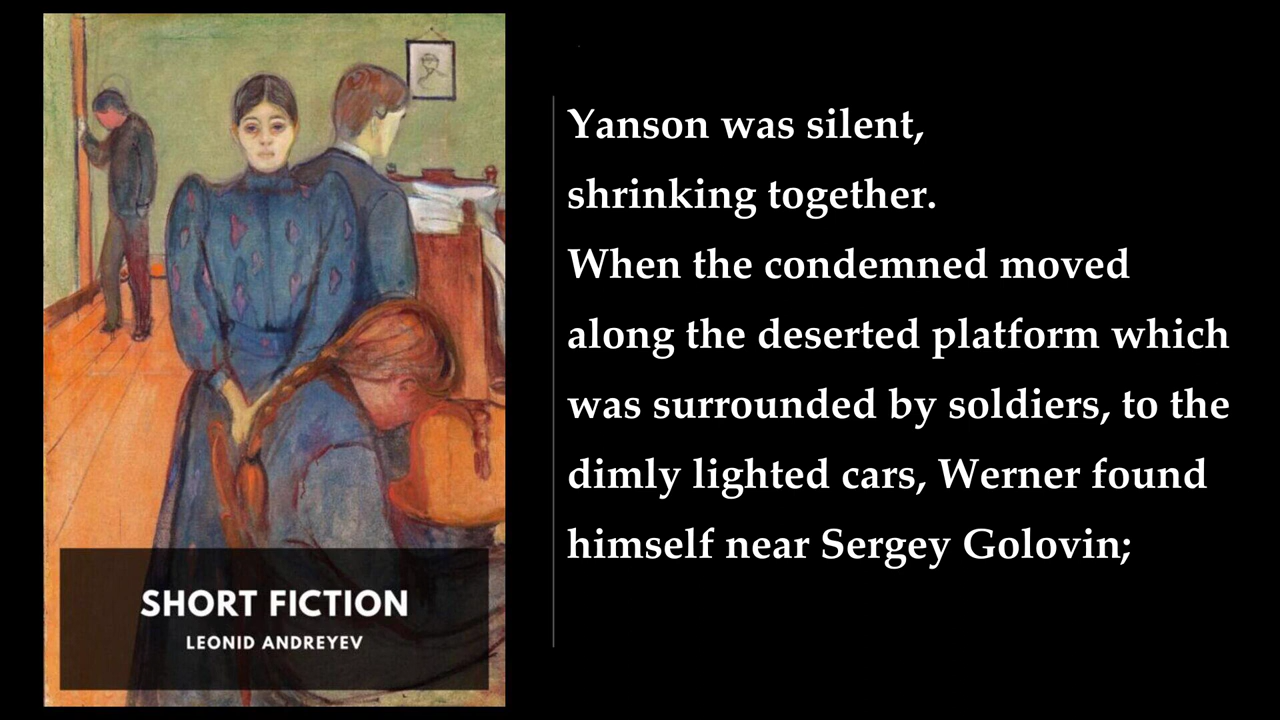 Yanson was silent,
shrinking together.
When the condemned moved
along the deserted platform which
was surrounded by soldiers, to the
dimly lighted cars, Werner found
himself near Sergey Golovin;
SHORT FICTION
LEONID ANDREYEV